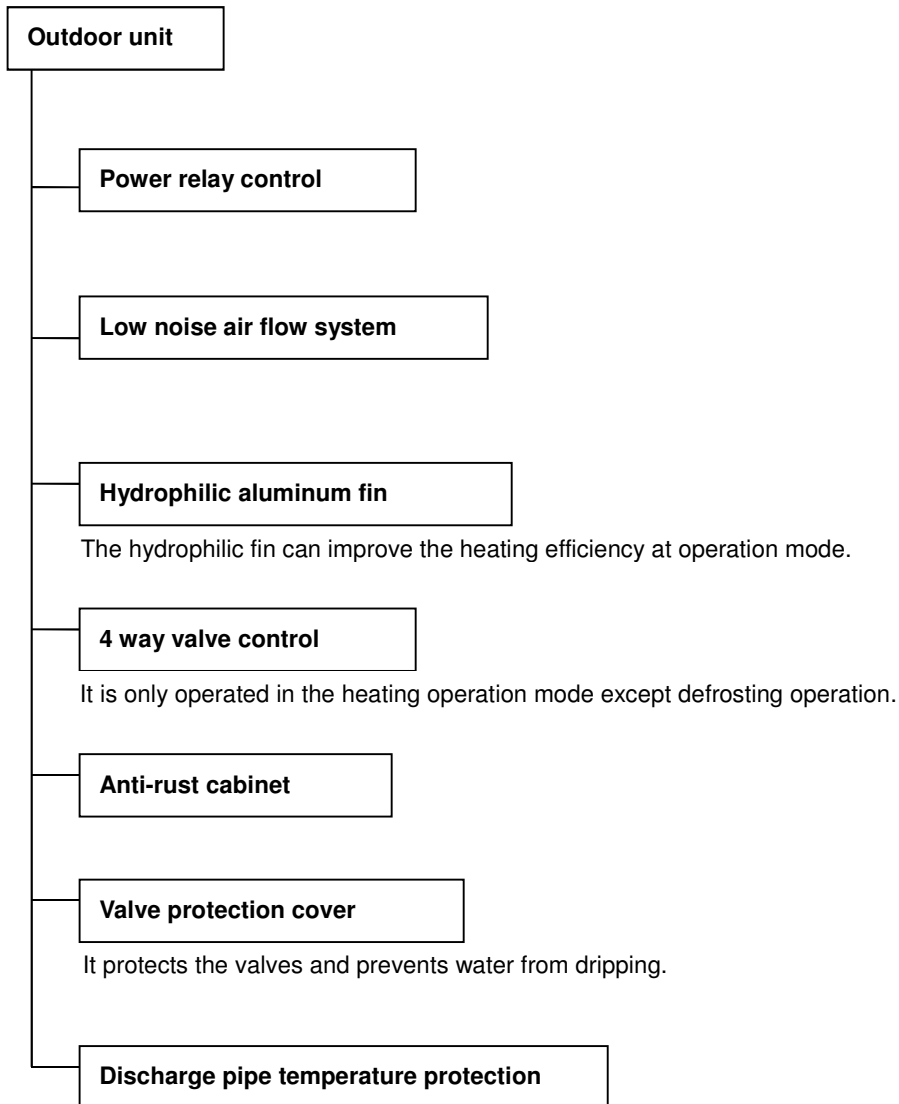 Outdoor unit
Power relay control
Low noise air flow system
Hydrophilic aluminum fin
The hydrophilic fin can improve the heating efficiency at operation mode.
4 way valve control
It is only operated in the heating operation mode except defrosting operation.
Anti-rust cabinet
Valve protection cover
It protects the valves and prevents water from dripping.
Discharge pipe temperature protection